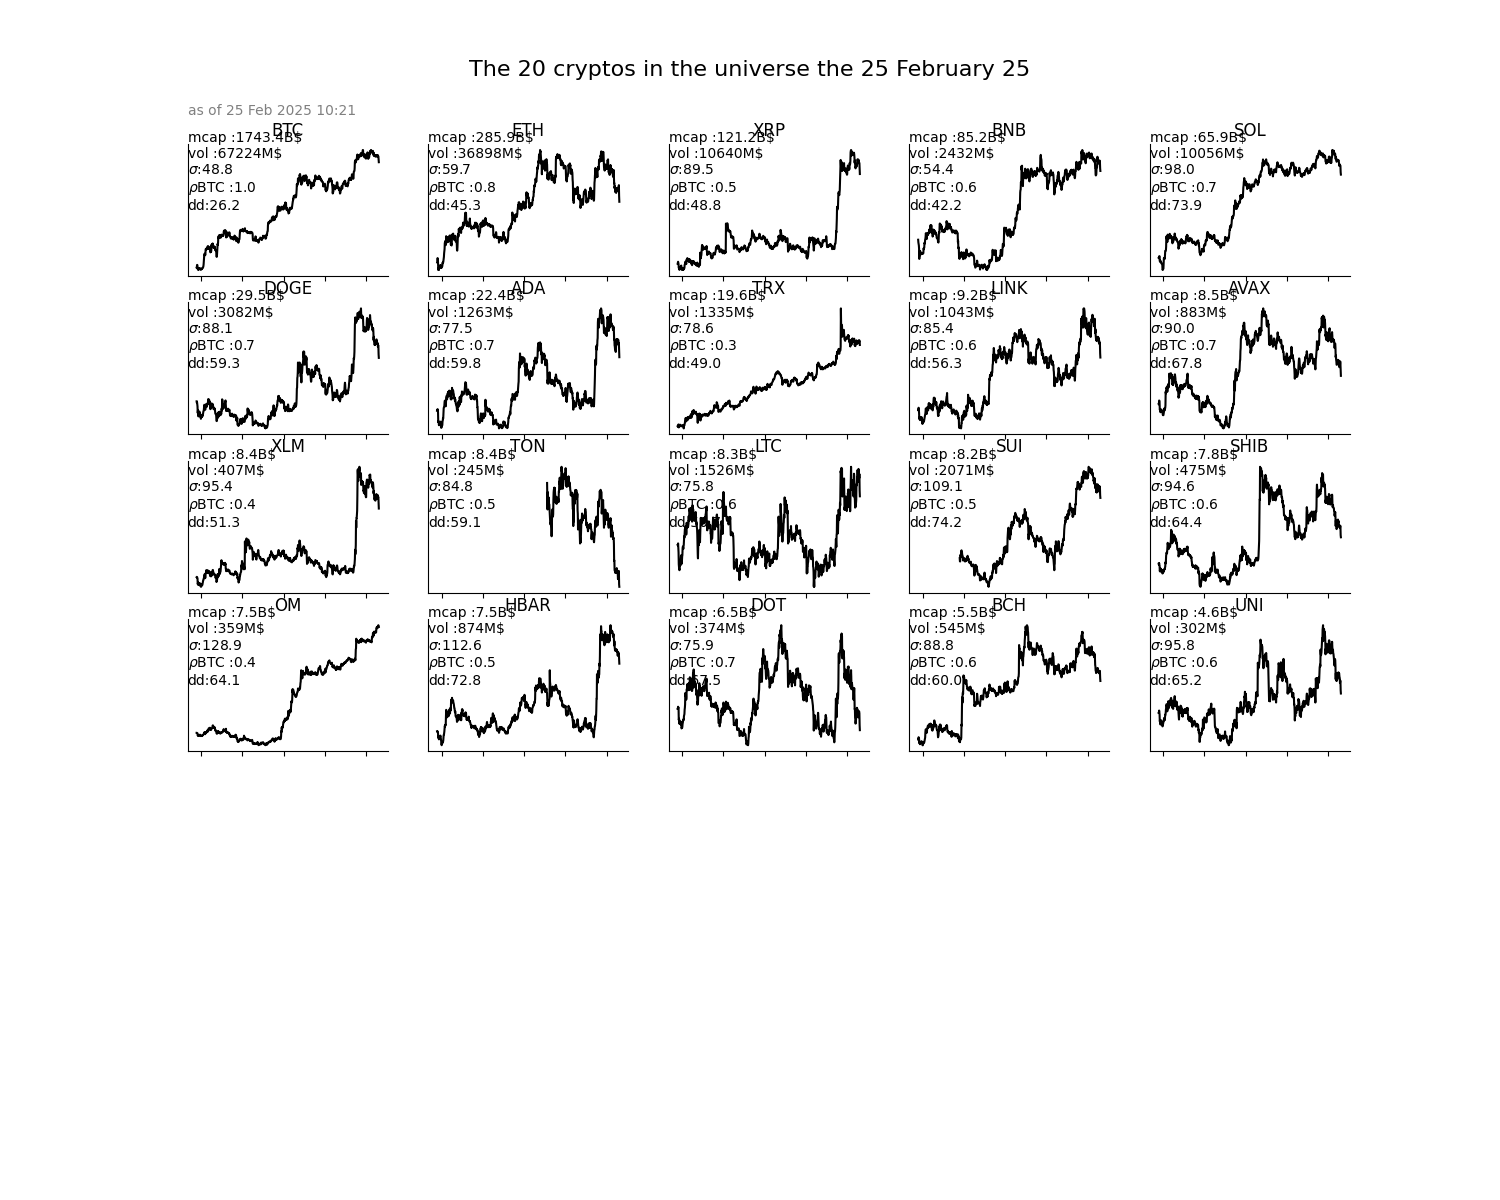 The 20 cryptos in the universe the 25 February 25
as of 25 Feb 2025 10:21
BTC
mcap :1743.4B$
vol :67224M$
σ:48.8
ρBTC :1.0
dd:26.2
ETH
mcap :285.9B$
vol :36898M$
σ:59.7
ρBTC :0.8
dd:45.3
XRP
mcap :121.2B$
vol :10640M$
σ:89.5
ρBTC :0.5
dd:48.8
BNB
mcap :85.2B$
vol :2432M$
σ:54.4
ρBTC :0.6
dd:42.2
SOL
mcap :65.9B$
vol :10056M$
σ:98.0
ρBTC :0.7
dd:73.9
DOGE
mcap :29.5B$
vol :3082M$
σ:88.1
ρBTC :0.7
dd:59.3
ADA
mcap :22.4B$
vol :1263M$
σ:77.5
ρBTC :0.7
dd:59.8
TRX
mcap :19.6B$
vol :1335M$
σ:78.6
ρBTC :0.3
dd:49.0
LINK
mcap :9.2B$
vol :1043M$
σ:85.4
ρBTC :0.6
dd:56.3
AVAX
mcap :8.5B$
vol :883M$
σ:90.0
ρBTC :0.7
dd:67.8
XLM
mcap :8.4B$
vol :407M$
σ:95.4
ρBTC :0.4
dd:51.3
TON
mcap :8.4B$
vol :245M$
σ:84.8
ρBTC :0.5
dd:59.1
LTC
mcap :8.3B$
vol :1526M$
σ:75.8
ρBTC :0.6
SUI
mcap :8.2B$
vol :2071M$
σ:109.1
ρBTC :0.5
dd:74.2
SHIB
mcap :7.8B$
vol :475M$
σ:94.6
ρBTC :0.6
dd:64.4
OM
mcap :7.5B$
vol :359M$
σ:128.9
ρBTC :0.4
dd:64.1
HBAR
mcap :7.5B$
vol :874M$
σ:112.6
ρBTC :0.5
dd:72.8
DOT
mcap :6.5B$
vol :374M$
σ:75.9
ρBTC :0.7
dd:57.5
BCH
mcap :5.5B$
vol :545M$
σ:88.8
ρBTC :0.6
dd:60.0
UNI
mcap :4.6B$
vol :302M$
σ:95.8
ρBTC :0.6
dd:65.2